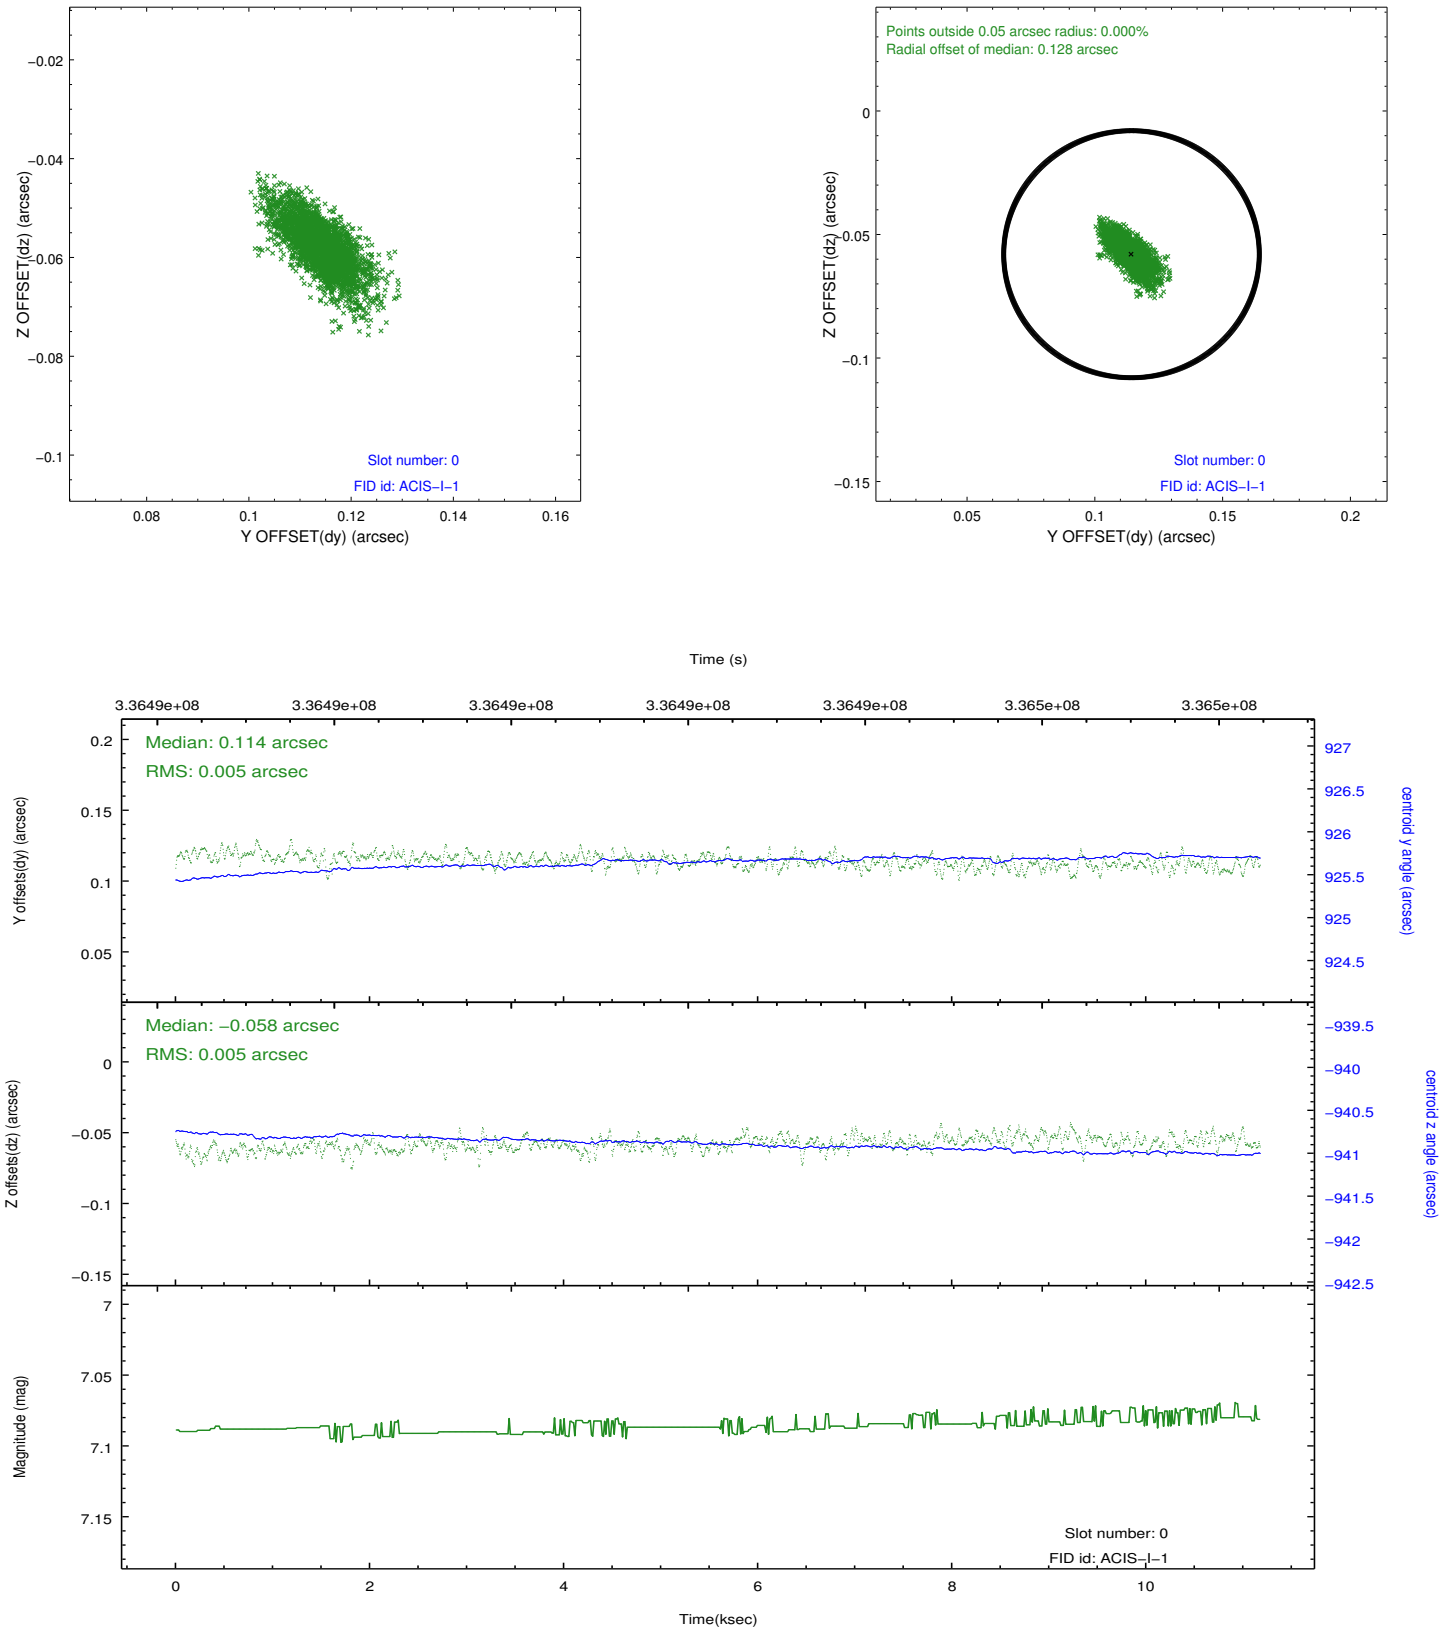 −0.02
−0.04
−0.06
−0.08
−0.1
Z OFFSET(dz) (arcsec)
Slot number: 0
FID id: ACIS−I−1
0.08
0.1
0.12
0.14
0.16
Y OFFSET(dy) (arcsec)
Points outside 0.05 arcsec radius: 0.000%
Radial offset of median: 0.128 arcsec
0
−0.05
−0.1
−0.15
Z OFFSET(dz) (arcsec)
Slot number: 0
FID id: ACIS−I−1
0.05
0.1
0.15
0.2
Y OFFSET(dy) (arcsec)
Time (s)
3.3649e+08
3.3649e+08
3.3649e+08
3.3649e+08
3.3649e+08
3.365e+08
3.365e+08
Median: 0.114 arcsec
RMS: 0.005 arcsec
0.2
0.15
0.1
0.05
Y offsets(dy) (arcsec)
927
926.5
926
925.5
925
924.5
centroid y angle (arcsec)
Median: −0.058 arcsec
RMS: 0.005 arcsec
0
−0.05
−0.1
−0.15
Z offsets(dz) (arcsec)
−939.5
−940
−940.5
−941
−941.5
−942
−942.5
centroid z angle (arcsec)
7
7.05
7.1
7.15
Magnitude (mag)
Slot number: 0
FID id: ACIS−I−1
0
2
4
6
8
10
Time(ksec)